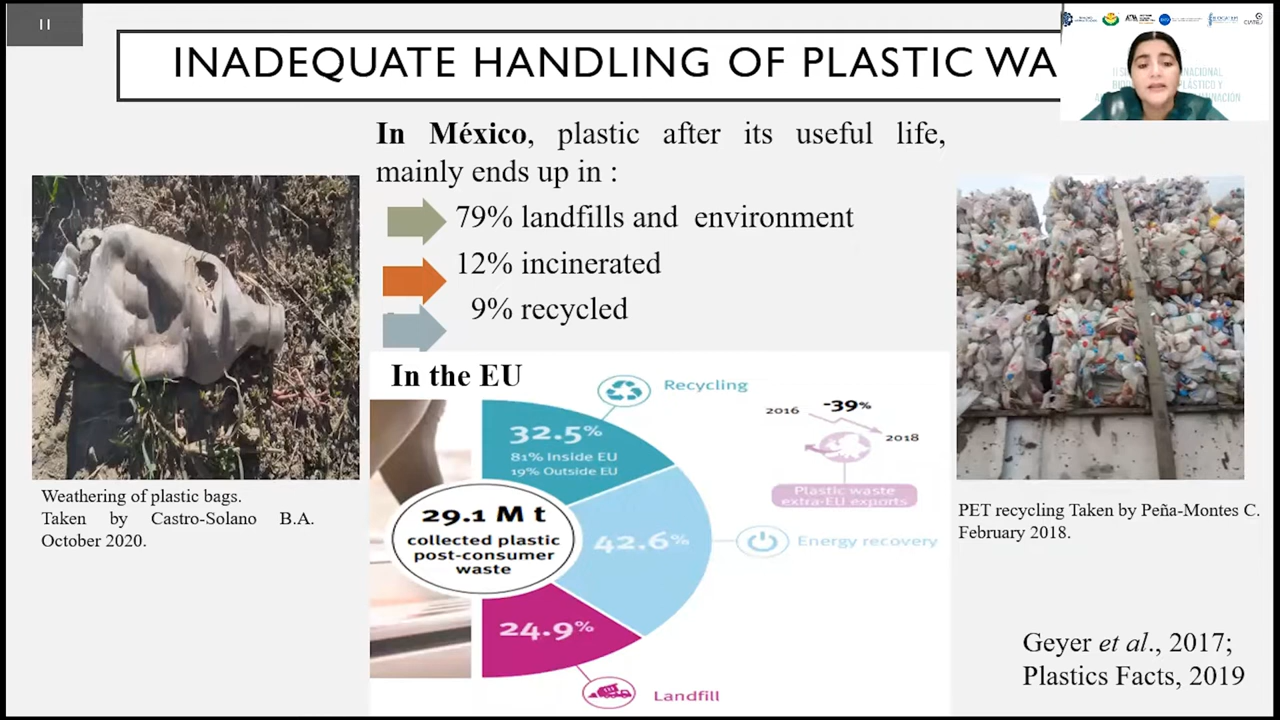 INADEQUATE HANDLING OF PLASTIC WA
In México, plastic after its useful life,
mainly ends up in :
79% landfills and environment
12% incinerated
9% recycled
Weathering of plastic bags.
Taken by Castro-Solano B.A.
October 2020.
In the EU
Recycling
32.5%
81% Inside EU
19% Outside EU
2016
-39%
2018
Plastic waste
extra-EU exports
29.1 M t
collected plastic
post-consumer
waste
42.6%
Energy recovery
24.9%
Landfill
PET recycling Taken by Peña-Montes C.
February 2018.
Geyer et al., 2017;
Plastics Facts, 2019